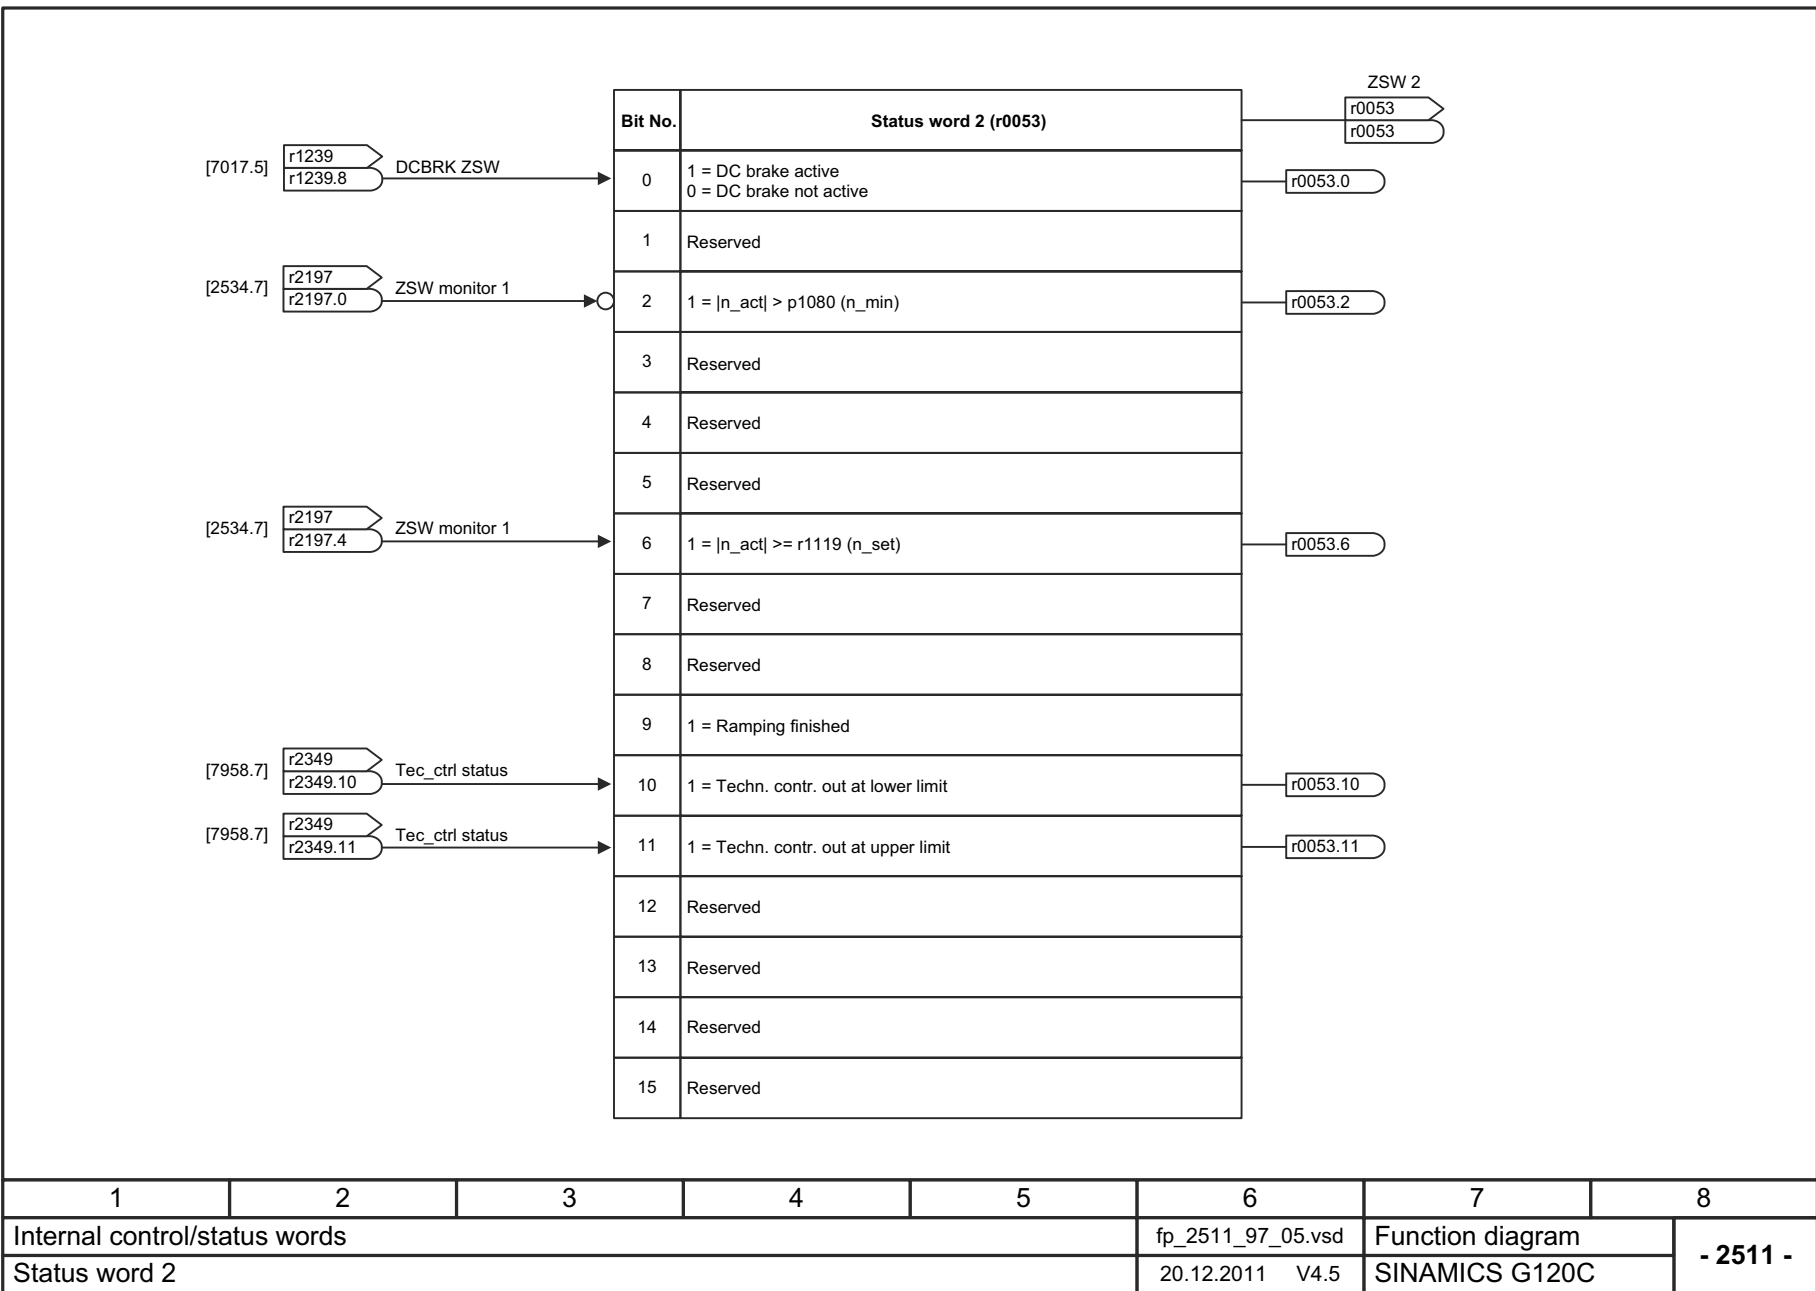 ZSW 2
r0053
r0053
Bit No. Status word 2 (r0053)
[7017.5] r1239 DCBRK ZSW
r1239.8
0 1 = DC brake active
0 = DC brake not active
r0053.0
1 Reserved
[2534.7] r2197 ZSW monitor 1
r2197.0
2 1 = |n_act| > p1080 (n_min)
r0053.2
3 Reserved
4 Reserved
5 Reserved
[2534.7] r2197 ZSW monitor 1
r2197.4
6 1 = |n_act| >= r1119 (n_set)
r0053.6
7 Reserved
8 Reserved
9 1 = Ramping finished
[7958.7] r2349 Tec_ctrl status
r2349.10
10 1 = Techn. contr. out at lower limit
r0053.10
[7958.7] r2349 Tec_ctrl status
r2349.11
11 1 = Techn. contr. out at upper limit
r0053.11
12 Reserved
13 Reserved
14 Reserved
15 Reserved
1 2 3 4 5 6 7 8
Internal control/status words fp_2511_97_05.vsd Function diagram
- 2511 -
Status word 2 20.12.2011 V4.5 SINAMICS G120C